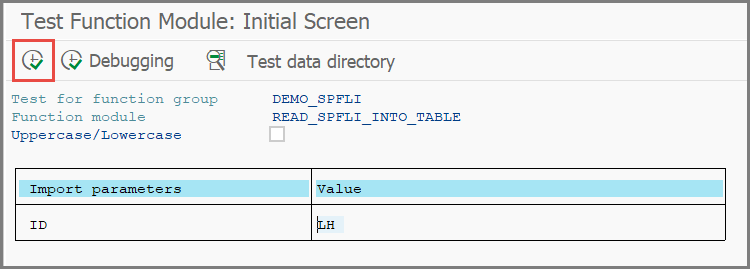 Test Function Module: Initial Screen
Debugging Test data directory
Test for function group DEMO_SPFLI
Function module READ_SPFLI_INTO_TABLE
Uppercase/Lowercase
Import parameters Value
ID LH